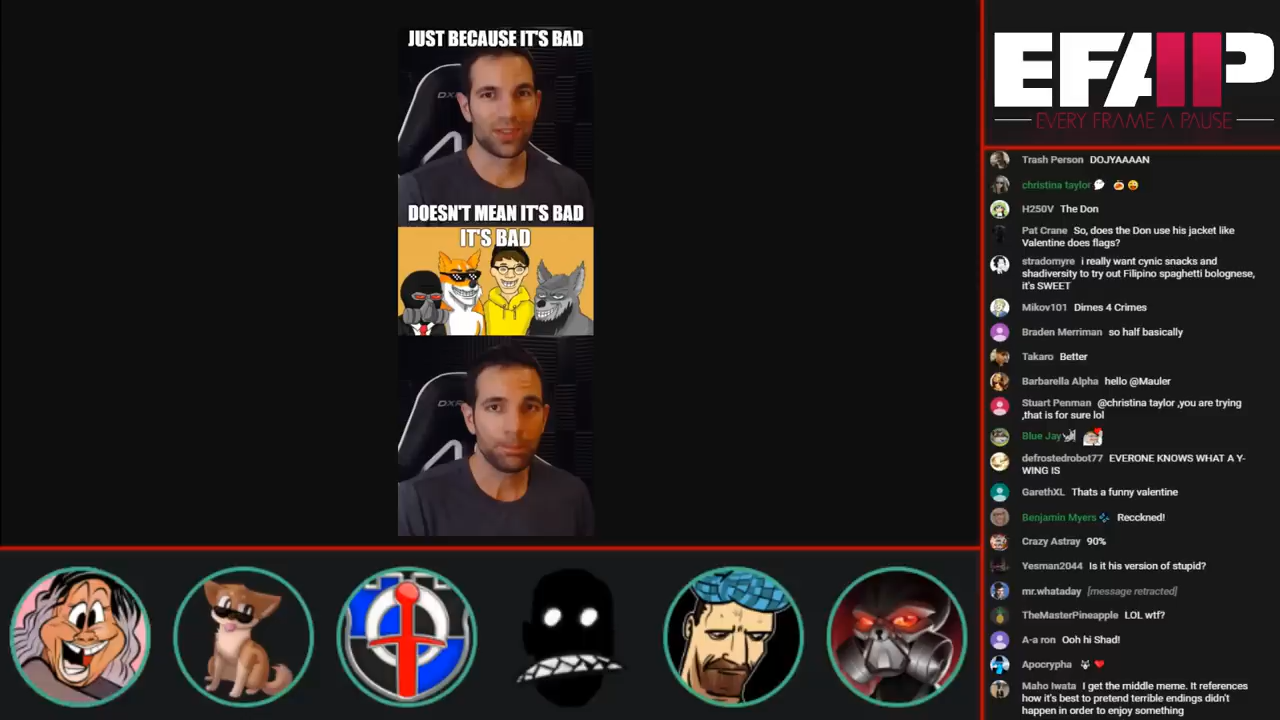 JUST BECAUSE IT'S BAD
DX
DOESN'T MEAN IT'S BAD
IT'S BAD
DX
EFAP
EVERY FRAME A PAUSE
Trash Person DOJYAAAAN
christina taylor
H250V The Don
Pat Crane So, does the Don use his jacket like
Valentine does flags?
stradomyre i really want cynic snacks and
shadiversity to try out Filipino spaghetti bolognese,
it's SWEET
Mikov101 Dimes 4 Crimes
Braden Merriman so half basically
Takaro Better
Barbarella Alpha hello @Mauler
Stuart Penman @christina taylor ,you are trying
,that is for sure lol
Blue Jay
defrostedrobot77 EVERONE KNOWS WHAT A Y-
WING IS
GarethXL Thats a funny valentine
Benjamin Myers Recckned!
Crazy Astray 90%
Yesman2044 Is it his version of stupid?
mr.whataday [message retracted]
TheMasterPineapple LOL wtf?
A-a ron Ooh hi Shad!
Apocrypha
Maho Iwata I get the middle meme. It references
how it's best to pretend terrible endings didn't
happen in order to enjoy something